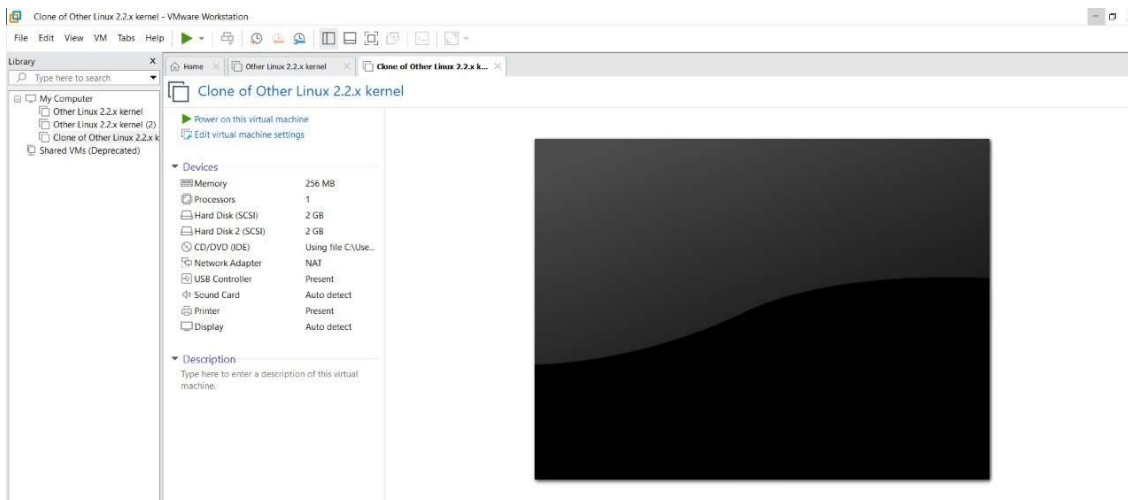 Clone of Other Linux 2.2.x kernel - VMware Workstation
File Edit View VM Tabs Help
Library X
Type here to search
My Computer
Other Linux 2.2.x kernel
Other Linux 2.2.x kernel (2)
Clone of Other Linux 2.2.x k
Shared VMs (Deprecated)
Home Other Linux 2.2.x kernel Clone of Other Linux 2.2.x k...
Clone of Other Linux 2.2.x kernel
Power on this virtual machine
Edit virtual machine settings
Devices
Memory 256 MB
Processors 1
Hard Disk (SCSI) 2 GB
Hard Disk 2 (SCSI) 2 GB
CD/DVD (IDE) Using file C:\Use...
Network Adapter NAT
USB Controller Present
Sound Card Auto detect
Printer Present
Display Auto detect
Description
Type here to enter a description of this virtual
machine.